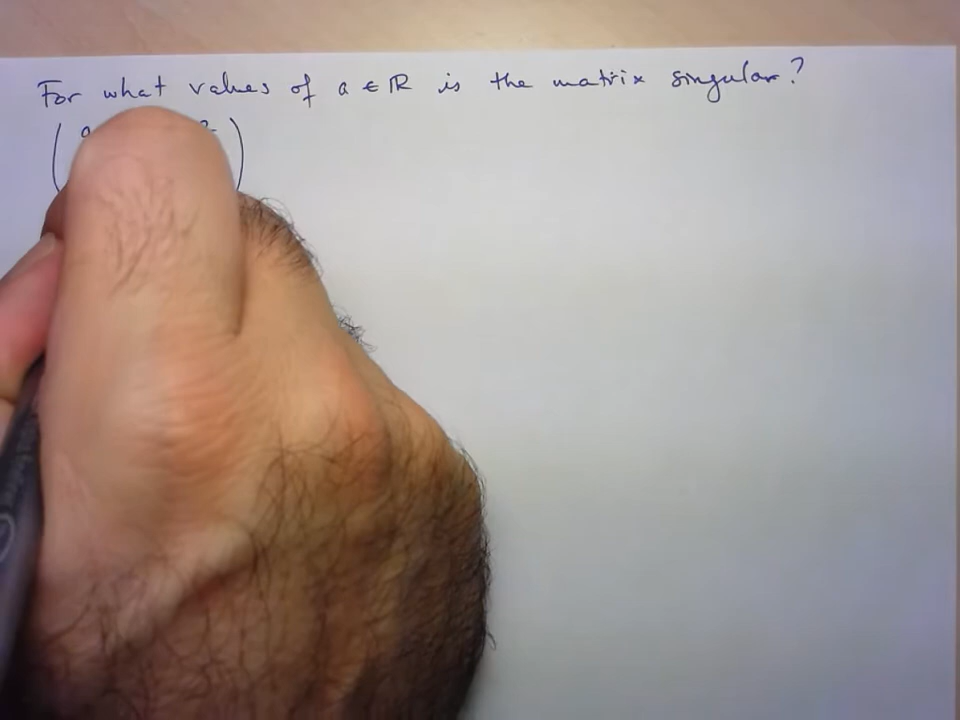 For what values of a ∈ ℝ is the matrix singular?